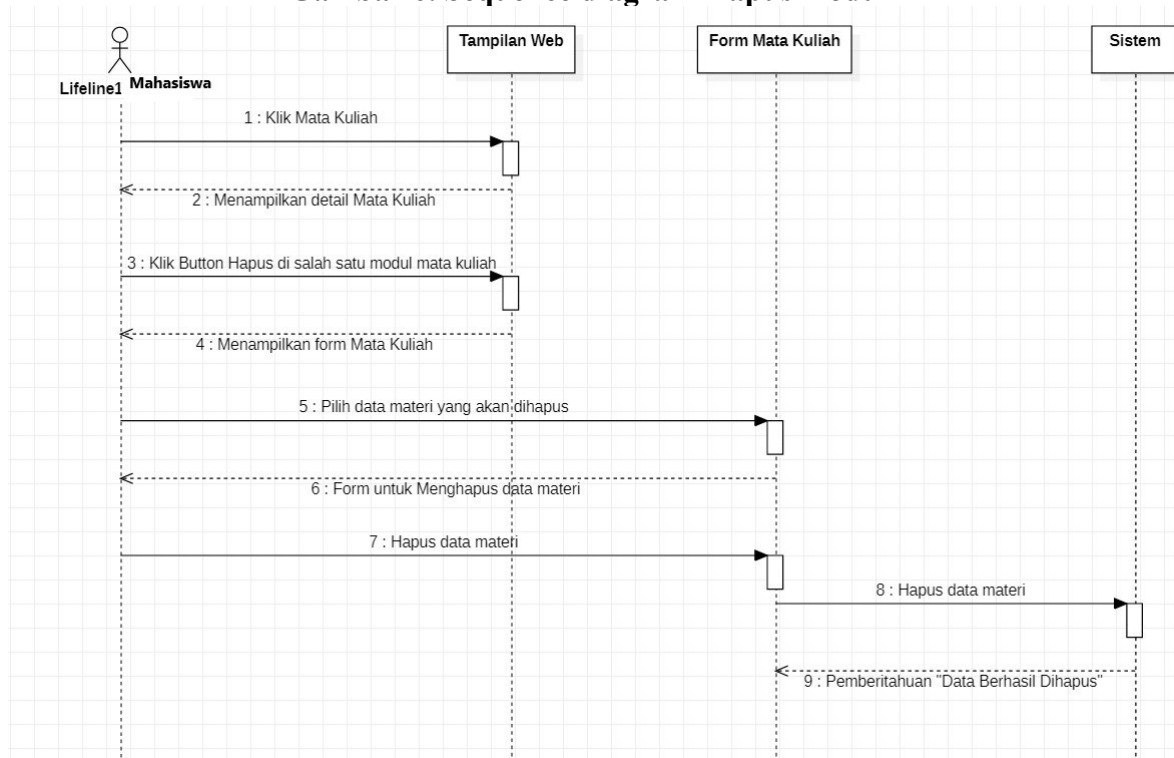 Tampilan Web
Form Mata Kuliah
Sistem
Lifeline1 Mahasiswa
1 : Klik Mata Kuliah
2 : Menampilkan detail Mata Kuliah
3 : Klik Button Hapus di salah satu modul mata kuliah
4 : Menampilkan form Mata Kuliah
5 : Pilih data materi yang akan dihapus
6 : Form untuk Menghapus data materi
7 : Hapus data materi
8 : Hapus data materi
9 : Pemberitahuan "Data Berhasil Dihapus"